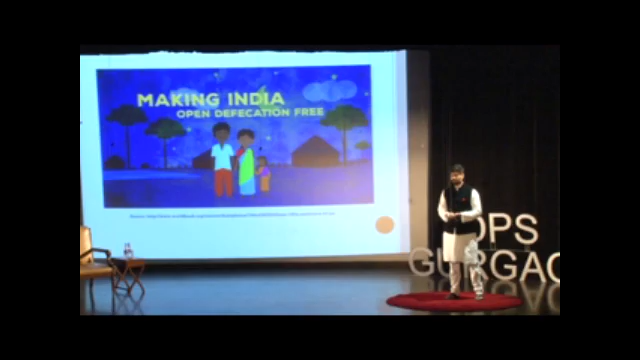 MAKING INDIA
OPEN DEFECATION FREE
DPS
GURGAO